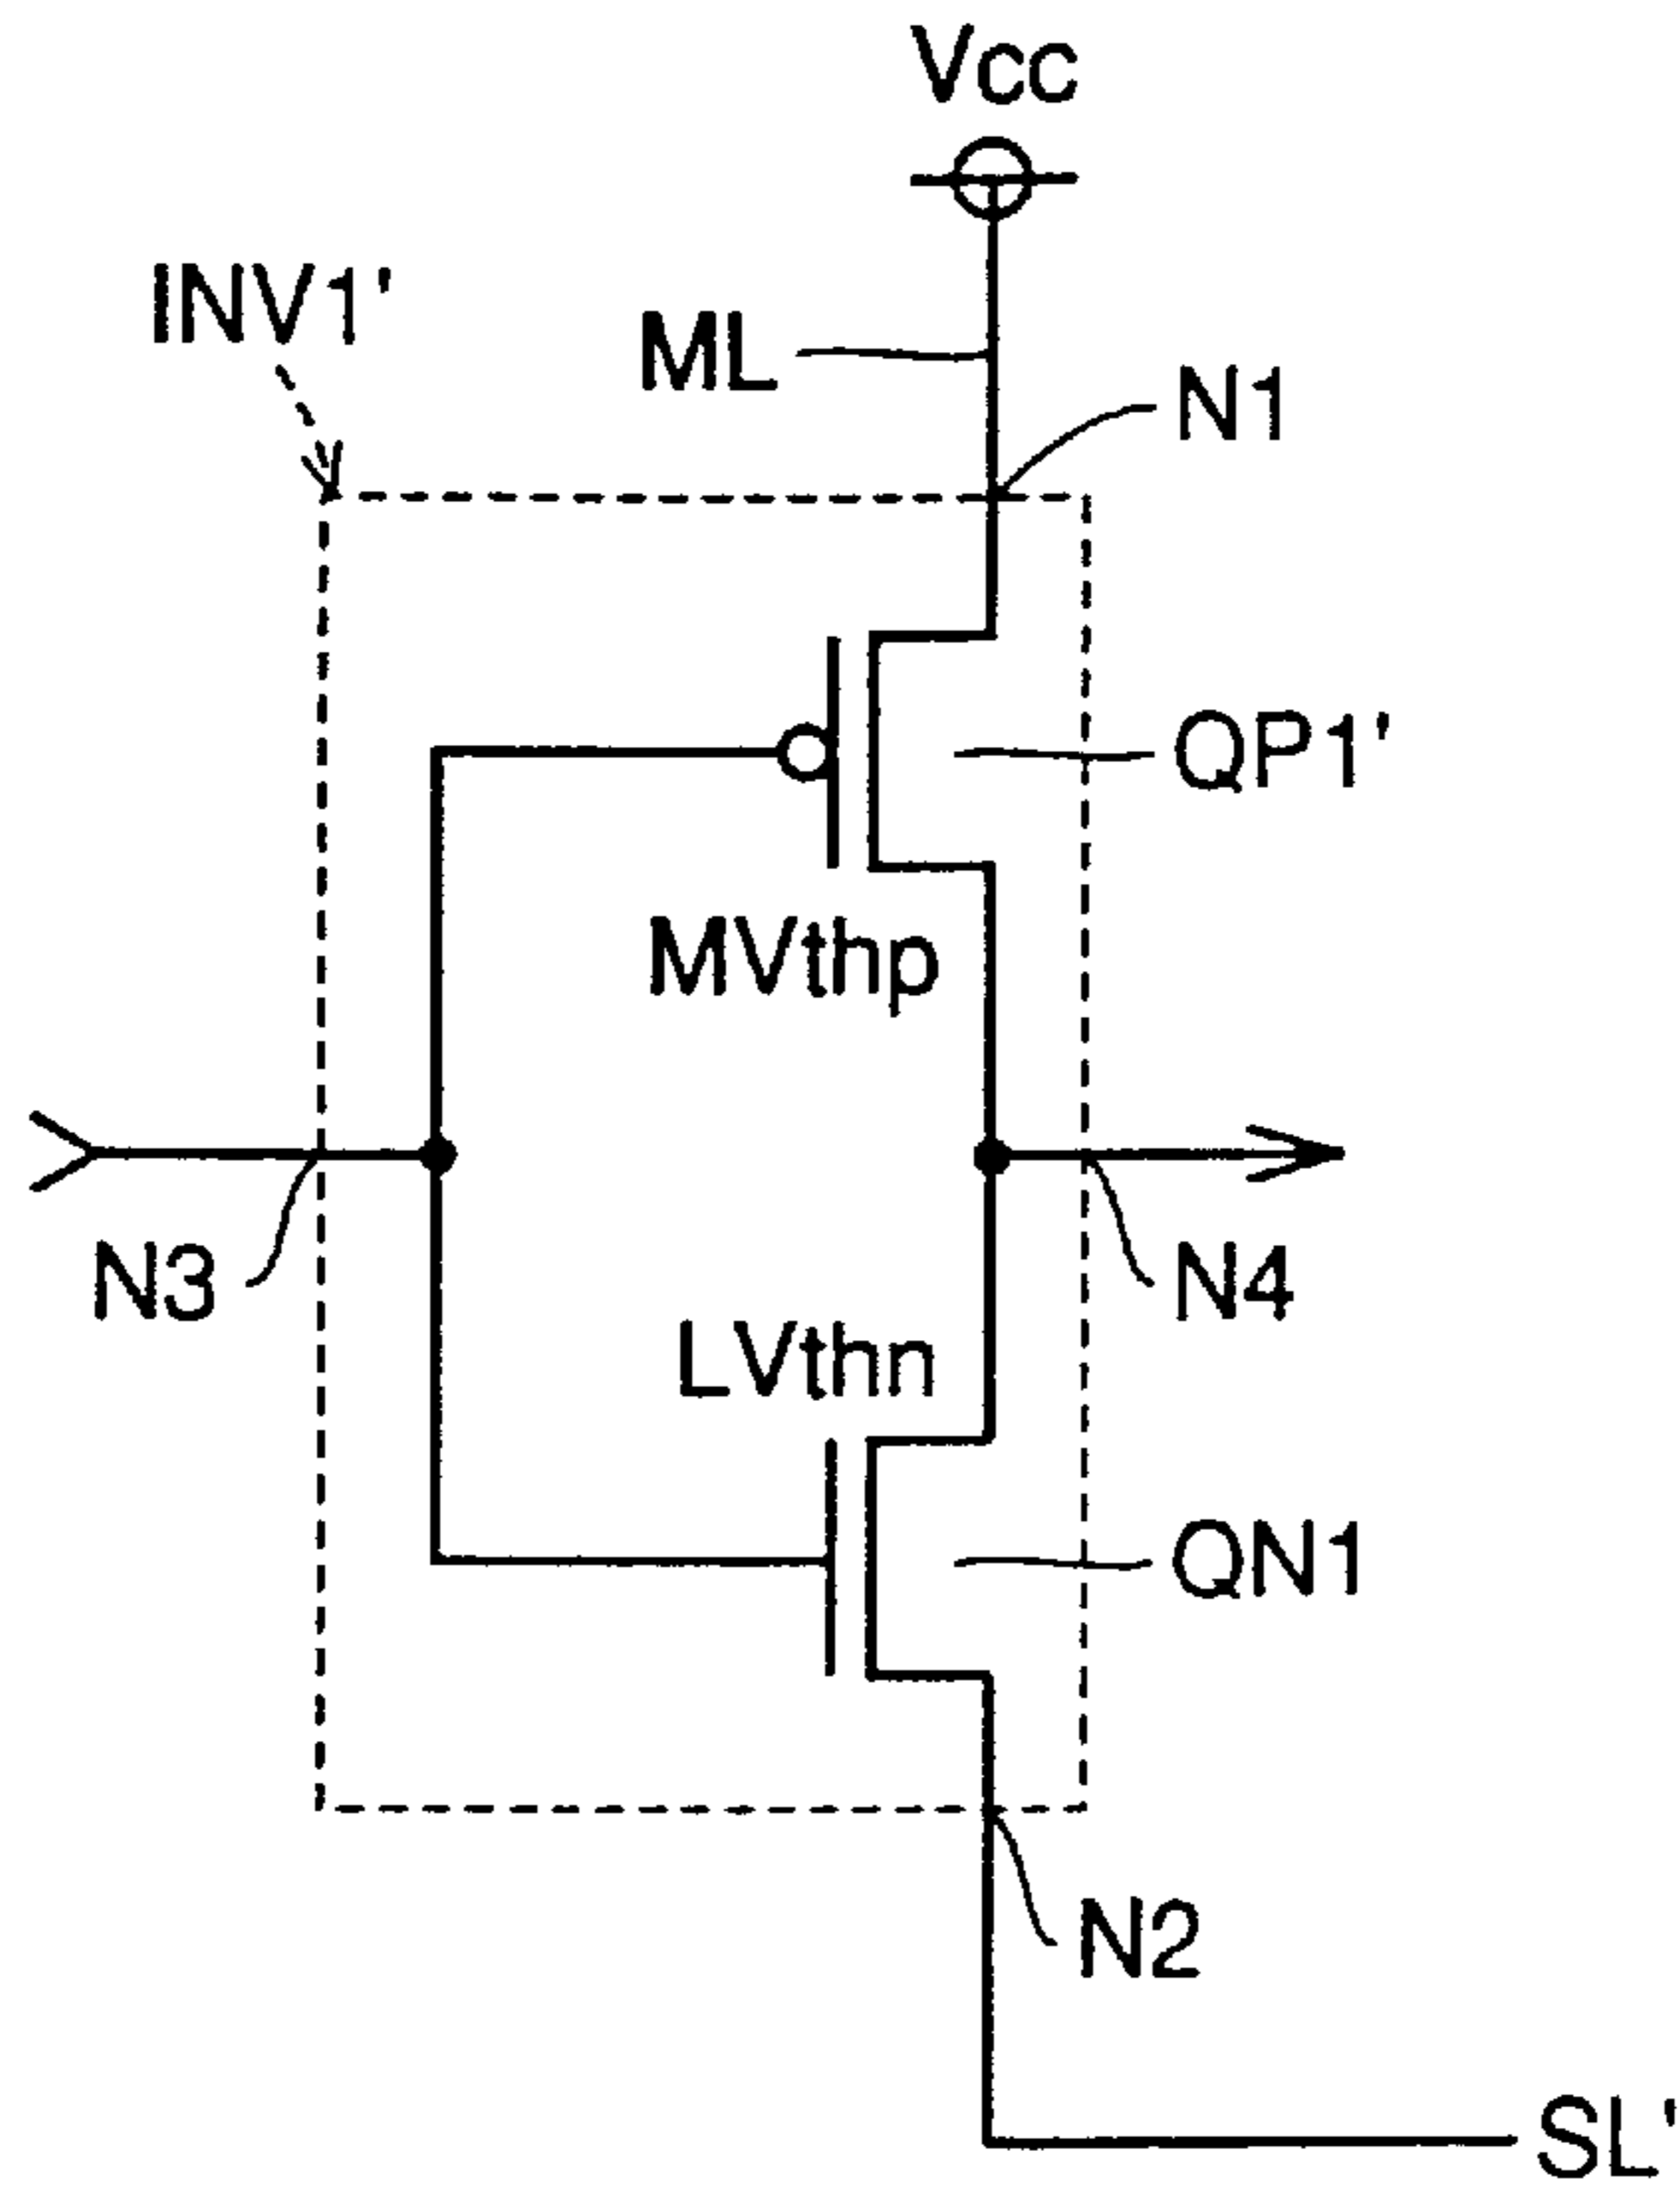 Vcc
INV1'
ML
N1
QP1'
MVthp
N3
N4
LVthn
QN1
N2
SL'